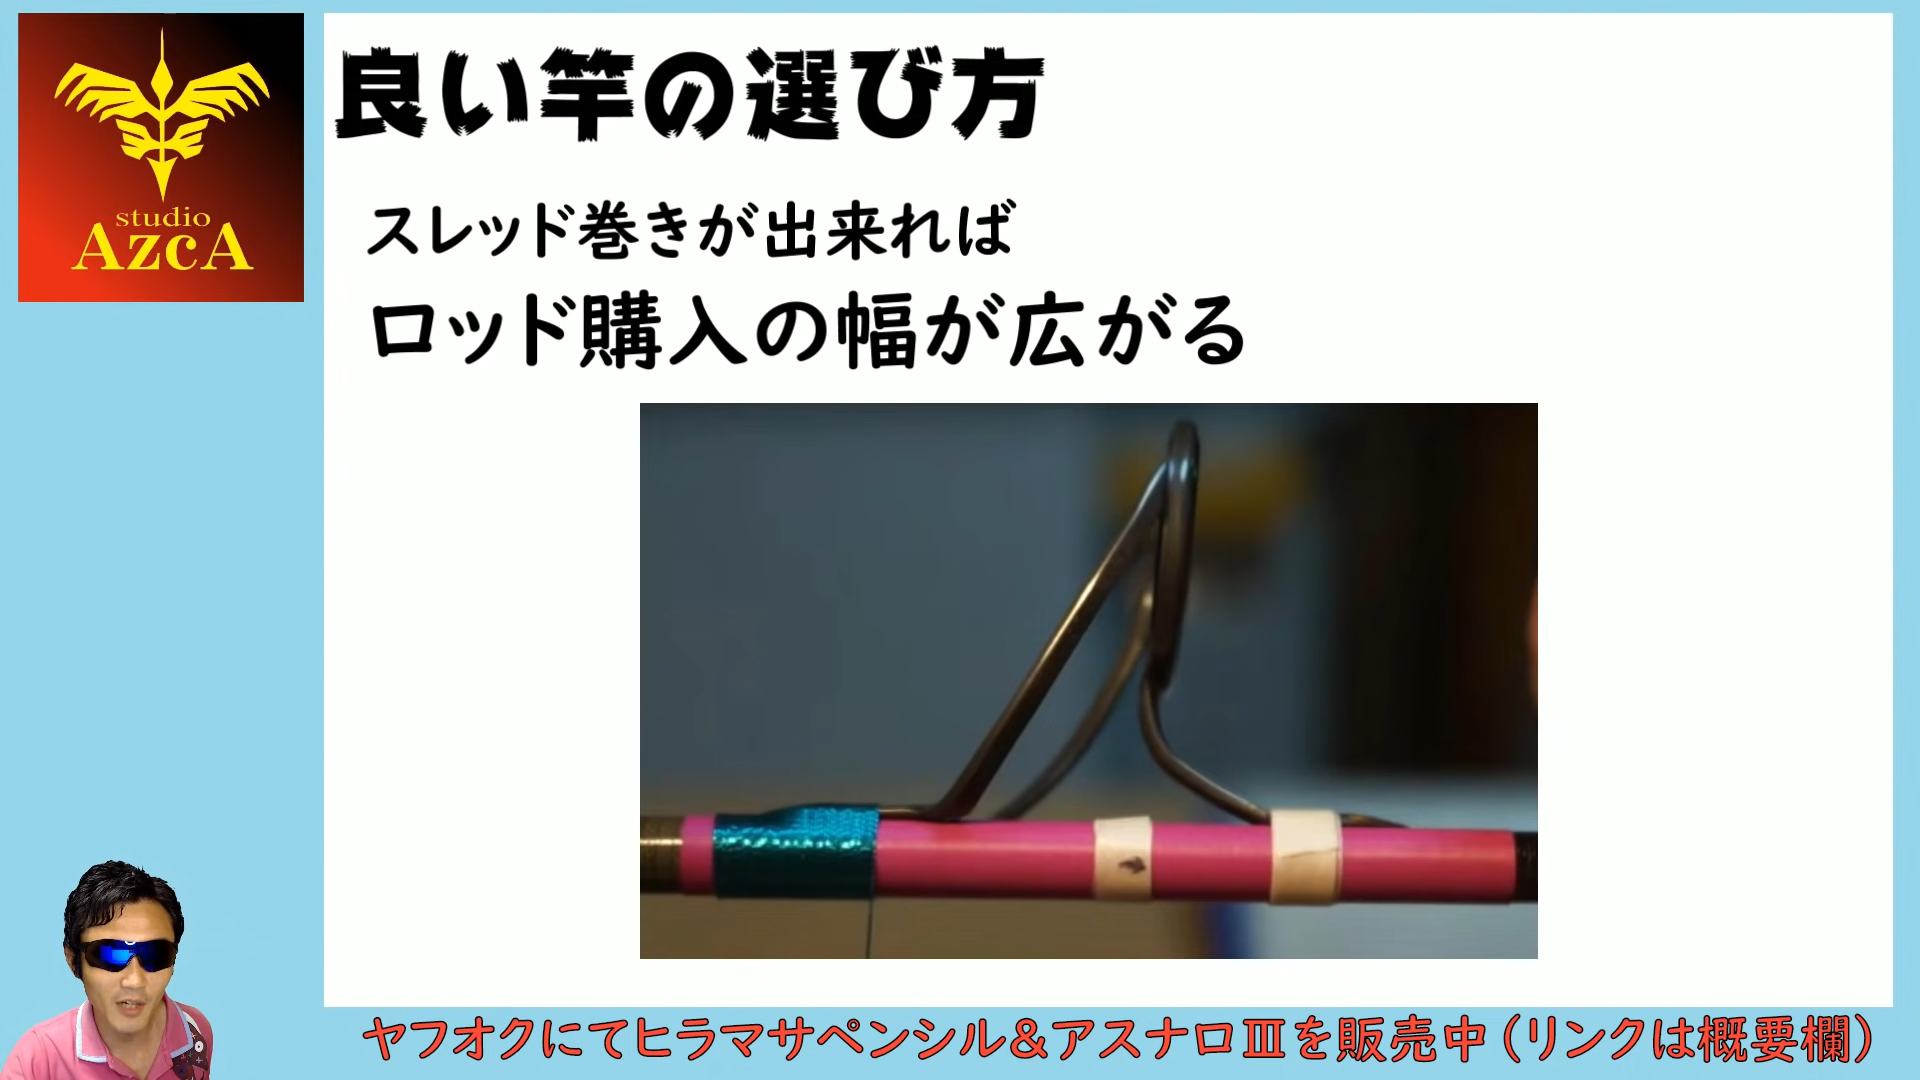 studio
AzcA
良い竿の選び方
スレッド巻きが出来れば
ロッド購入の幅が広がる
ヤフオクにてヒラマサペンシル&アスナロⅢを販売中(リンクは概要欄)